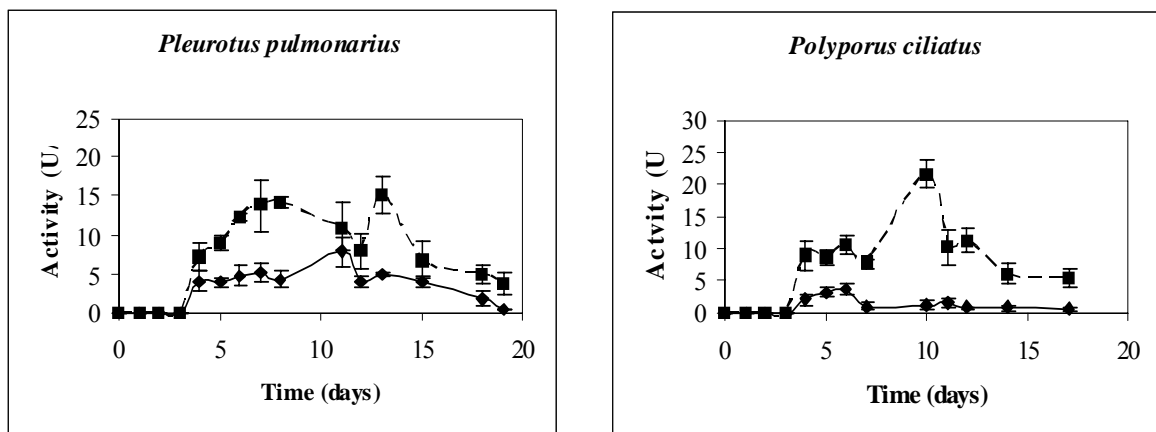 Pleurotus pulmonarius
25
20
15
10
5
0
Activity (U
0 5 10 15 20
Time (days)
Polyporus ciliatus
30
25
20
15
10
5
0
Actvity (U
0 5 10 15 20
Time (days)